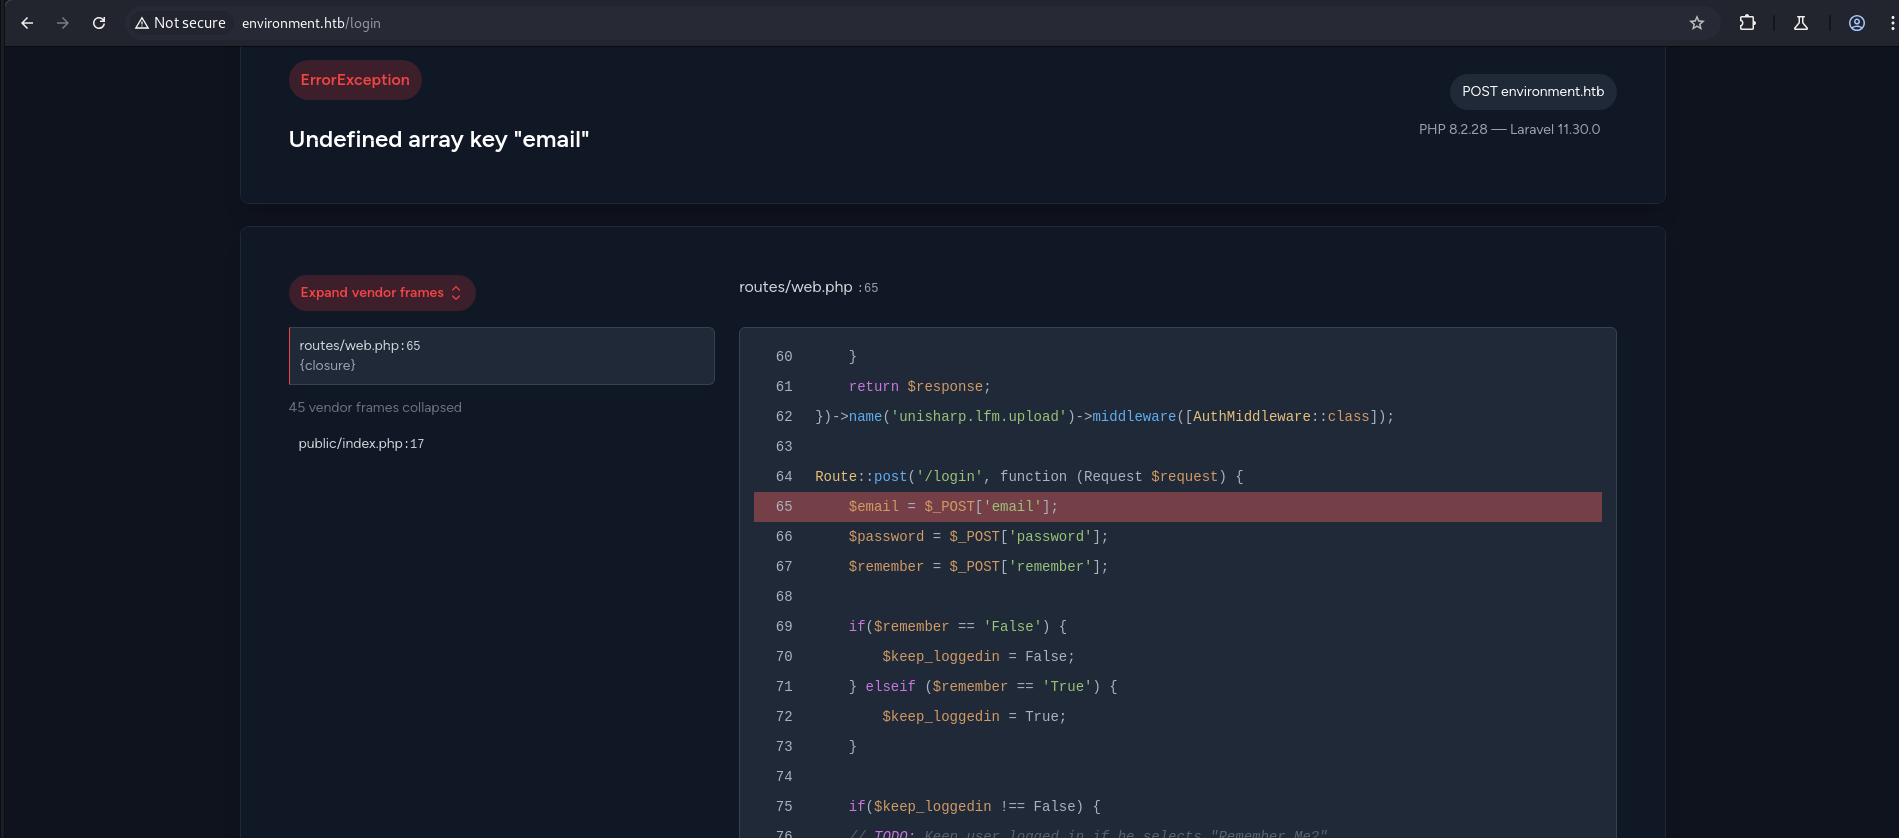 Not secure environment.htb/login
ErrorException
POST environment.htb
PHP 8.2.28 — Laravel 11.30.0
Undefined array key "email"
Expand vendor frames
routes/web.php:65
{closure}
45 vendor frames collapsed
public/index.php:17
routes/web.php :65
60 }
61 return $response;
62 })->name('unisharp.lfm.upload')->middleware([AuthMiddleware::class]);
63
64 Route::post('/login', function (Request $request) {
65 $email = $_POST['email'];
66 $password = $_POST['password'];
67 $remember = $_POST['remember'];
68
69 if($remember == 'False') {
70 $keep_loggedin = False;
71 } elseif ($remember == 'True') {
72 $keep_loggedin = True;
73 }
74
75 if($keep_loggedin !== False) {
76 // TODO: Keep user logged in if he selects "Remember Me?"